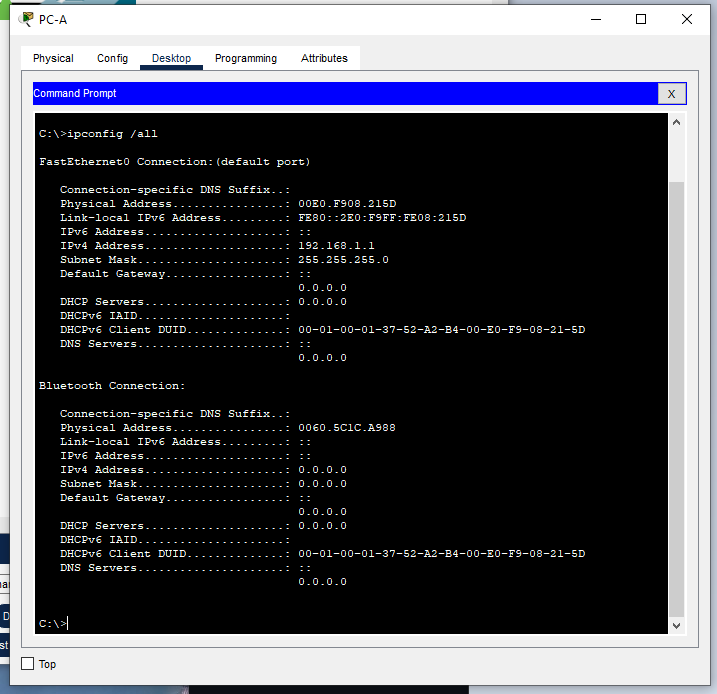 PC-A
Physical Config Desktop Programming Attributes
Command Prompt X
C:\>ipconfig /all
FastEthernet0 Connection:(default port)
Connection-specific DNS Suffix..:
Physical Address................: 00E0.F908.215D
Link-local IPv6 Address.........: FE80::2E0:F9FF:FE08:215D
IPv6 Address....................: ::
IPv4 Address....................: 192.168.1.1
Subnet Mask.....................: 255.255.255.0
Default Gateway.................: ::
0.0.0.0
DHCP Servers....................: 0.0.0.0
DHCPv6 IAID.....................:
DHCPv6 Client DUID..............: 00-01-00-01-37-52-A2-B4-00-E0-F9-08-21-5D
DNS Servers.....................: ::
0.0.0.0
Bluetooth Connection:
Connection-specific DNS Suffix..:
Physical Address................: 0060.5C1C.A988
Link-local IPv6 Address.........: ::
IPv6 Address....................: ::
IPv4 Address....................: 0.0.0.0
Subnet Mask.....................: 0.0.0.0
Default Gateway.................: ::
0.0.0.0
DHCP Servers....................: 0.0.0.0
DHCPv6 IAID.....................:
DHCPv6 Client DUID..............: 00-01-00-01-37-52-A2-B4-00-E0-F9-08-21-5D
DNS Servers.....................: ::
0.0.0.0
C:\>
Top